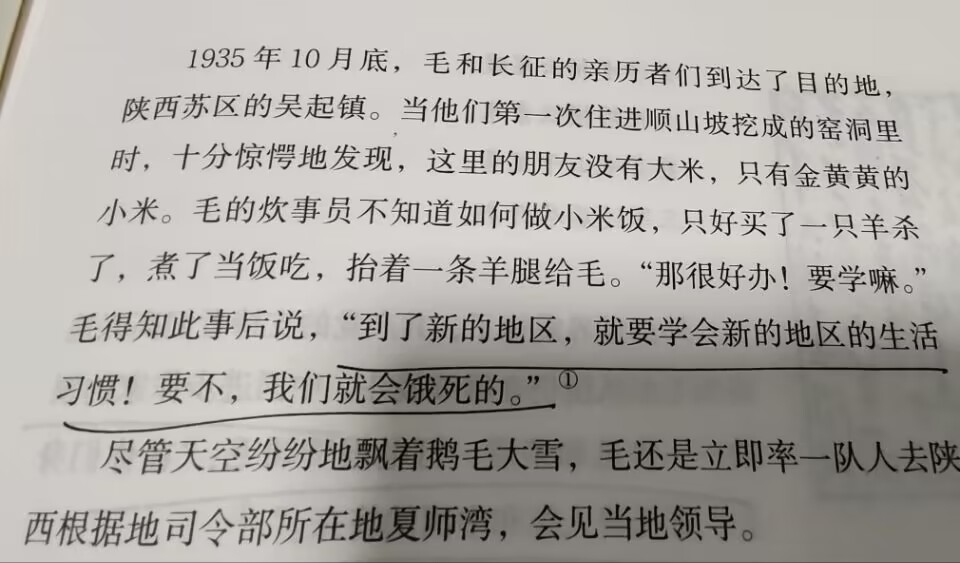 1935年10月底，毛和长征的亲历者们到达了目的地，
陕西苏区的吴起镇。当他们第一次住进顺山坡挖成的窑洞里
时，十分惊愕地发现，这里的朋友没有大米，只有金黄黄的
小米。毛的炊事员不知道如何做小米饭，只好买了一只羊杀
了，煮了当饭吃，抬着一条羊腿给毛。“那很好办！要学嘛。”
毛得知此事后说，“到了新的地区，就要学会新的地区的生活
习惯！要不，我们就会饿死的。”①
尽管天空纷纷地飘着鹅毛大雪，毛还是立即率一队人去陕
西根据地司令部所在地夏师湾，会见当地领导。